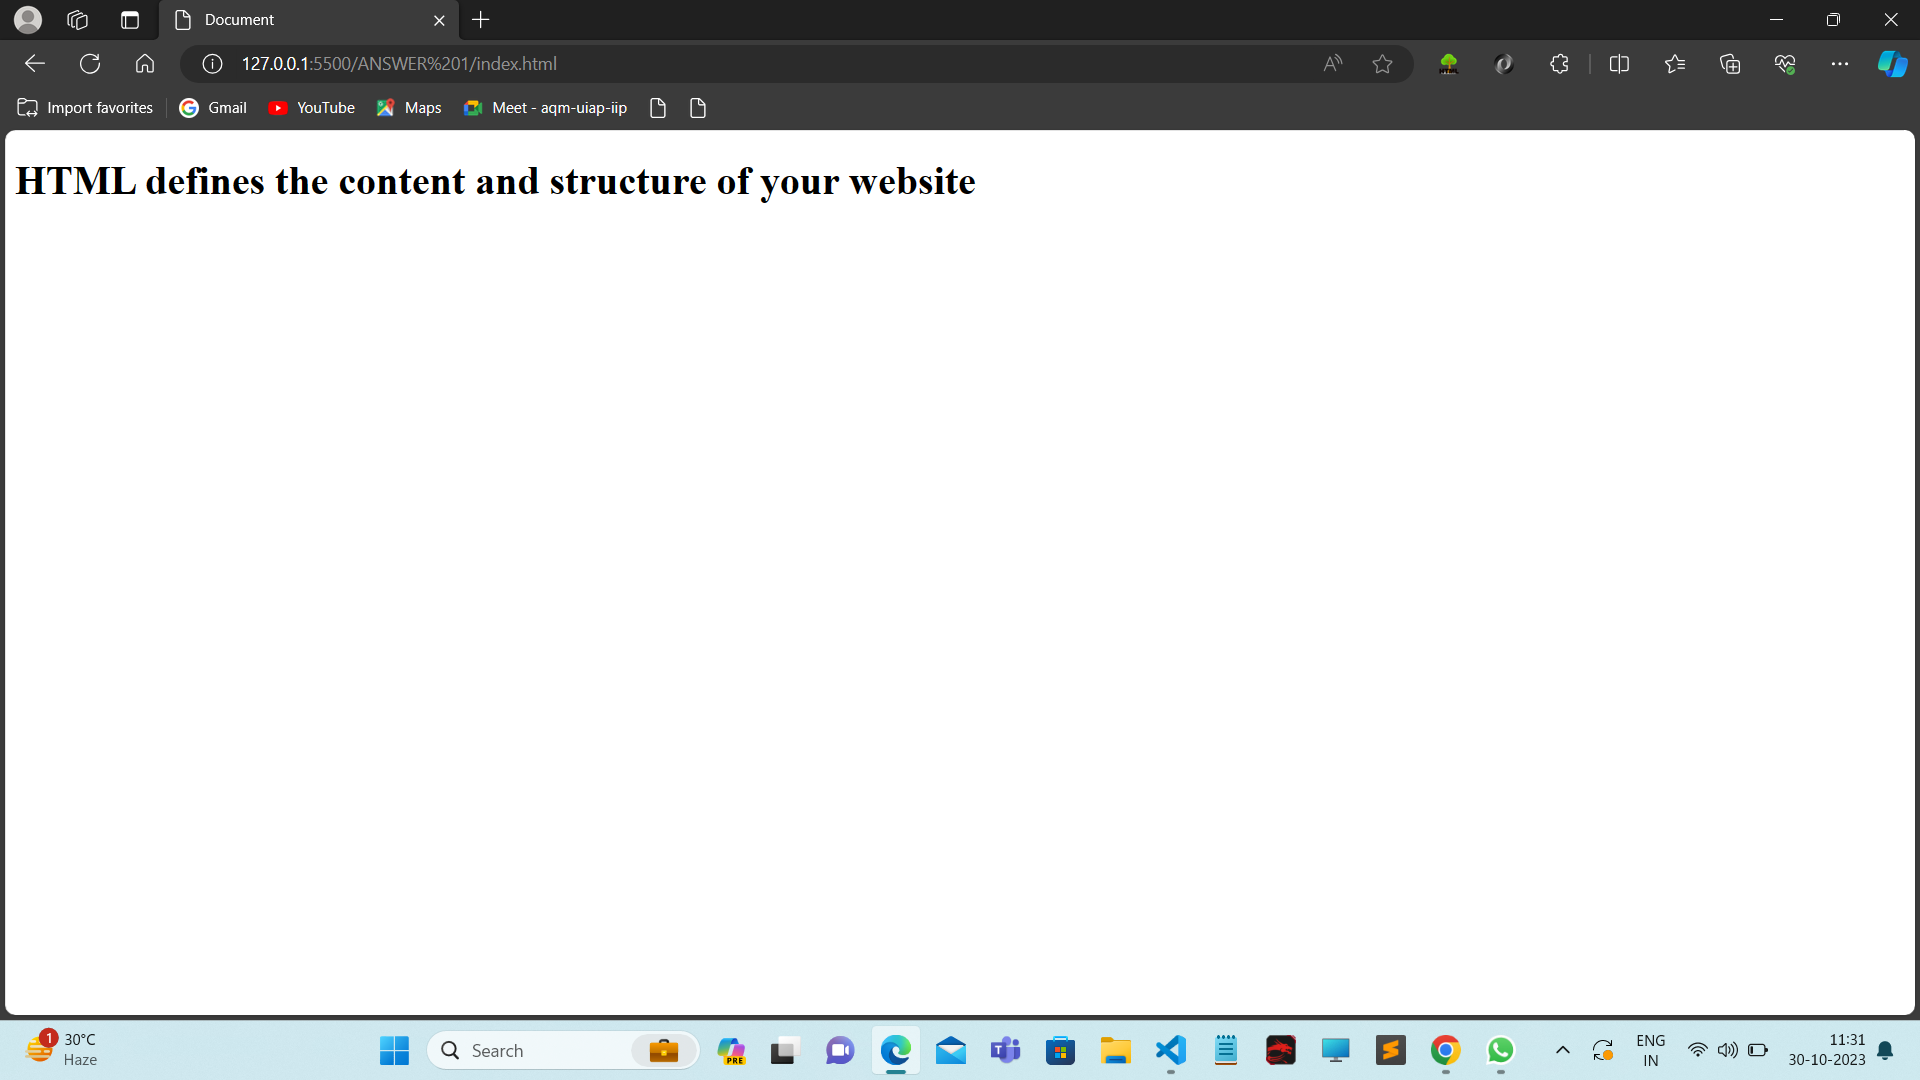 Document
127.0.0.1:5500/ANSWER%201/index.html
Import favorites
Gmail
YouTube
Maps
Meet - aqm-uiap-iip
HTML defines the content and structure of your website
1
30°C
Haze
Search
PRE
ENG
IN
11:31
30-10-2023